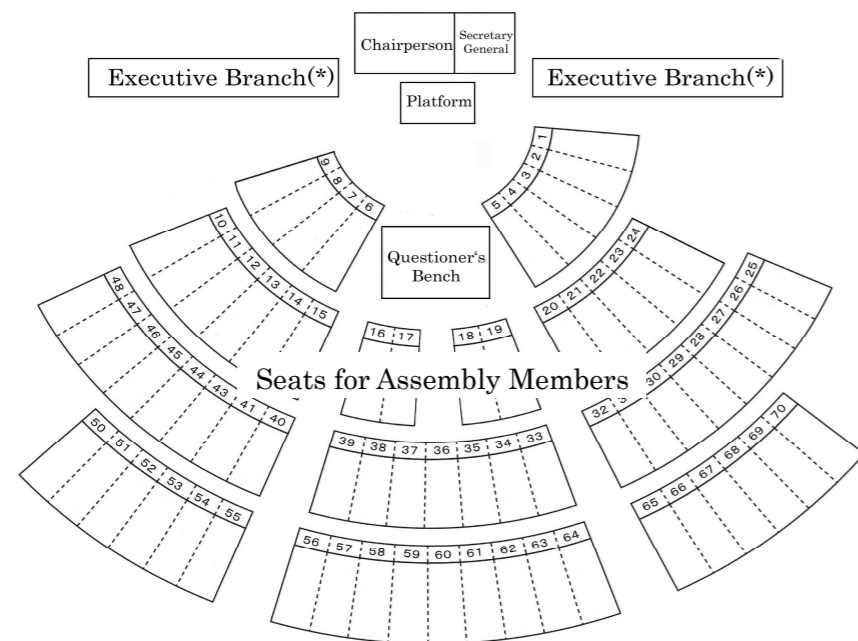 Chairperson
Secretary
General
Executive Branch(*)
Executive Branch(*)
Platform
9 8 7 6
5 4 3 2 1
Questioner's
Bench
10 11 12 13 14 15
16 17
18 19
20 21 22 23 24
Seats for Assembly Members
48 47 46 45 44 43 41 40
39 38 37 36 35 34 33
32 30 29 28 27 26 25
50 51 52 53 54 55
56 57 58 59 60 61 62 63 64
65 66 67 68 69 70